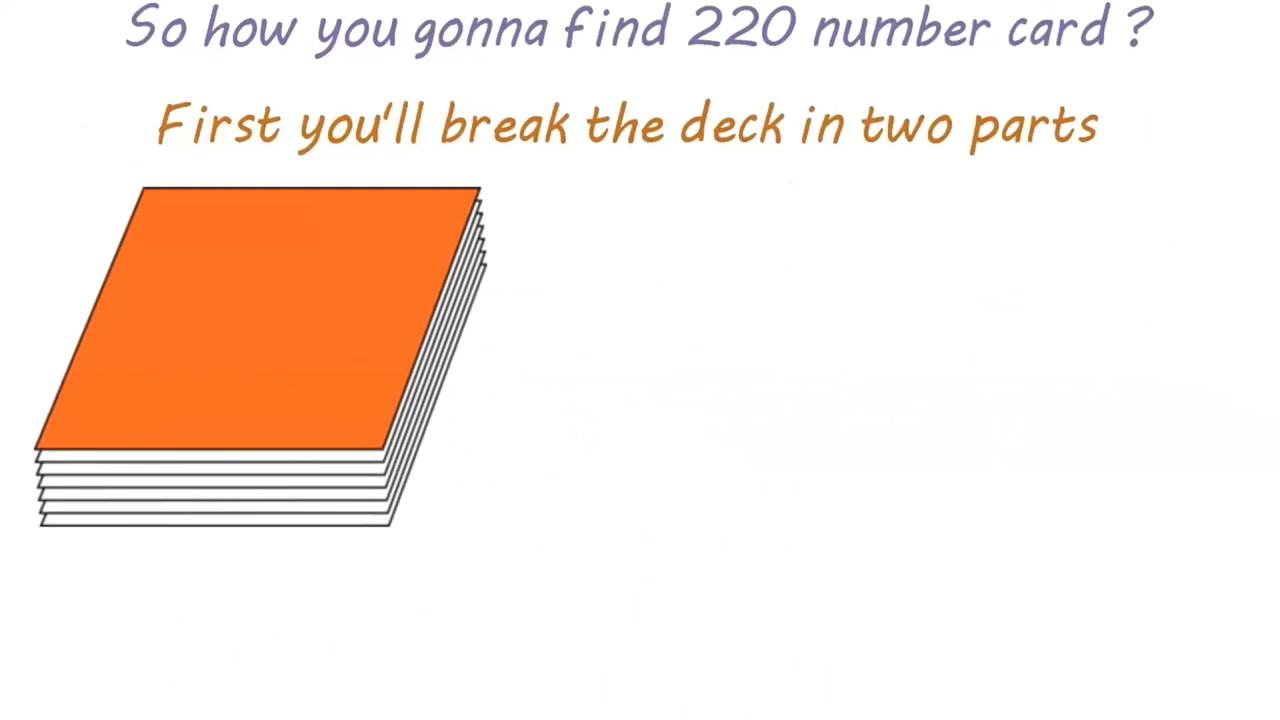 So how you gonna find 220 number card ?
First you'll break the deck in two parts